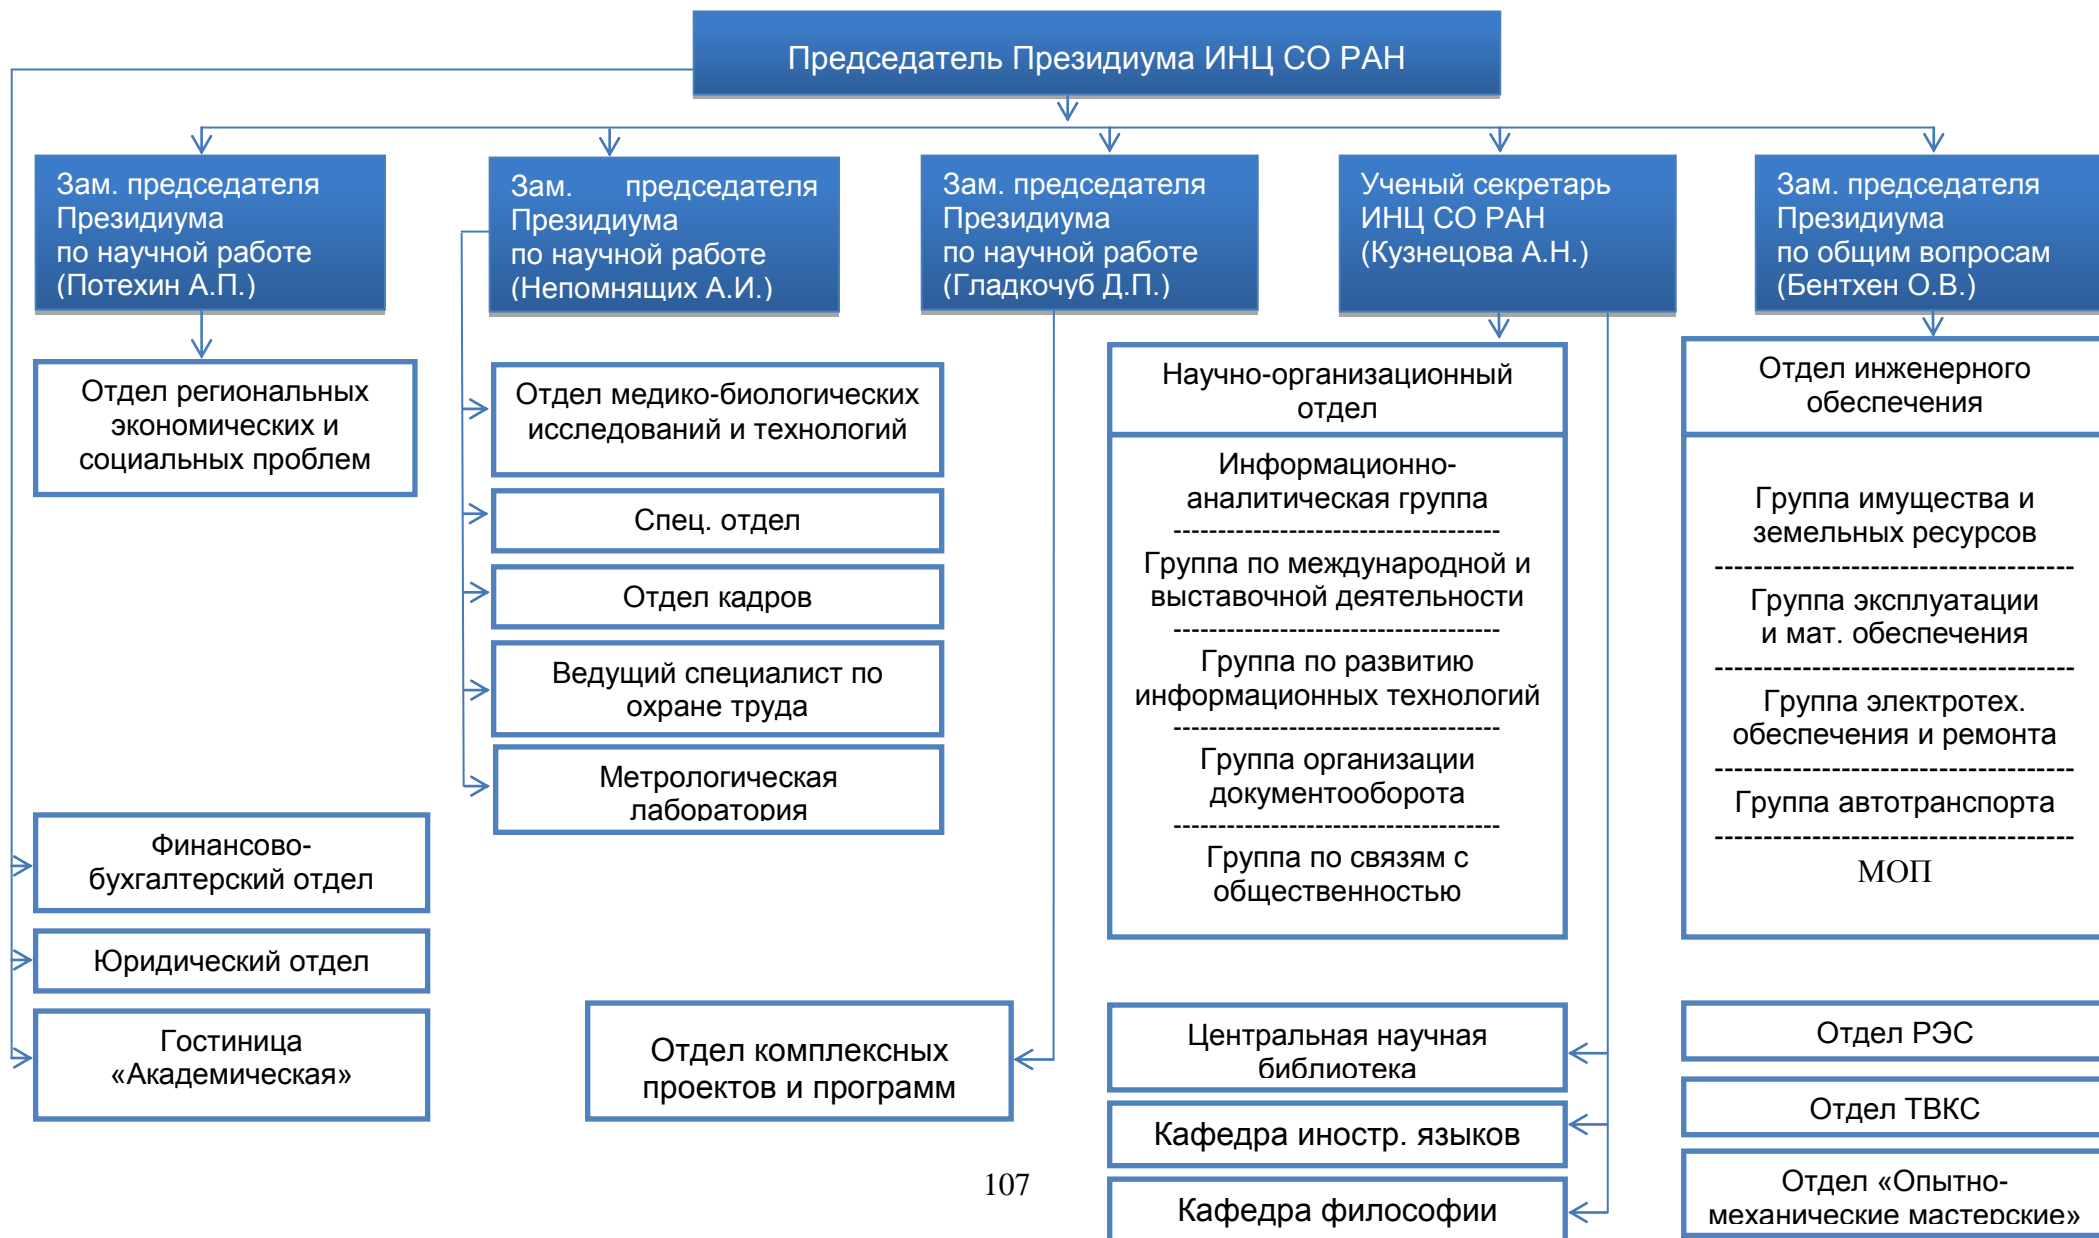 Председатель Президиума ИНЦ СО РАН
Зам. председателя
Президиума
по научной работе
(Потехин А.П.)
Зам. председателя
Президиума
по научной работе
(Непомнящих А.И.)
Зам. председателя
Президиума
по научной работе
(Гладкочуб Д.П.)
Ученый секретарь
ИНЦ СО РАН
(Кузнецова А.Н.)
Зам. председателя
Президиума
по общим вопросам
(Бентхен О.В.)
Отдел региональных
экономических и
социальных проблем
Финансово-
бухгалтерский отдел
Юридический отдел
Гостиница
«Академическая»
Отдел медико-биологических
исследований и технологий
Спец. отдел
Отдел кадров
Ведущий специалист по
охране труда
Метрологическая
лаборатория
Отдел комплексных
проектов и программ
Научно-организационный
отдел
Информационно-
аналитическая группа
------------------------------------
Группа по международной и
выставочной деятельности
------------------------------------
Группа по развитию
информационных технологий
------------------------------------
Группа организации
документооборота
------------------------------------
Группа по связям с
общественностью
Центральная научная
библиотека
Кафедра иностр. языков
Кафедра философии
Отдел инженерного
обеспечения
Группа имущества и
земельных ресурсов
---------------------------------------
Группа эксплуатации
и мат. обеспечения
---------------------------------------
Группа электротех.
обеспечения и ремонта
---------------------------------------
Группа автотранспорта
---------------------------------------
МОП
Отдел РЭС
Отдел ТВКС
Отдел «Опытно-
механические мастерские»
107